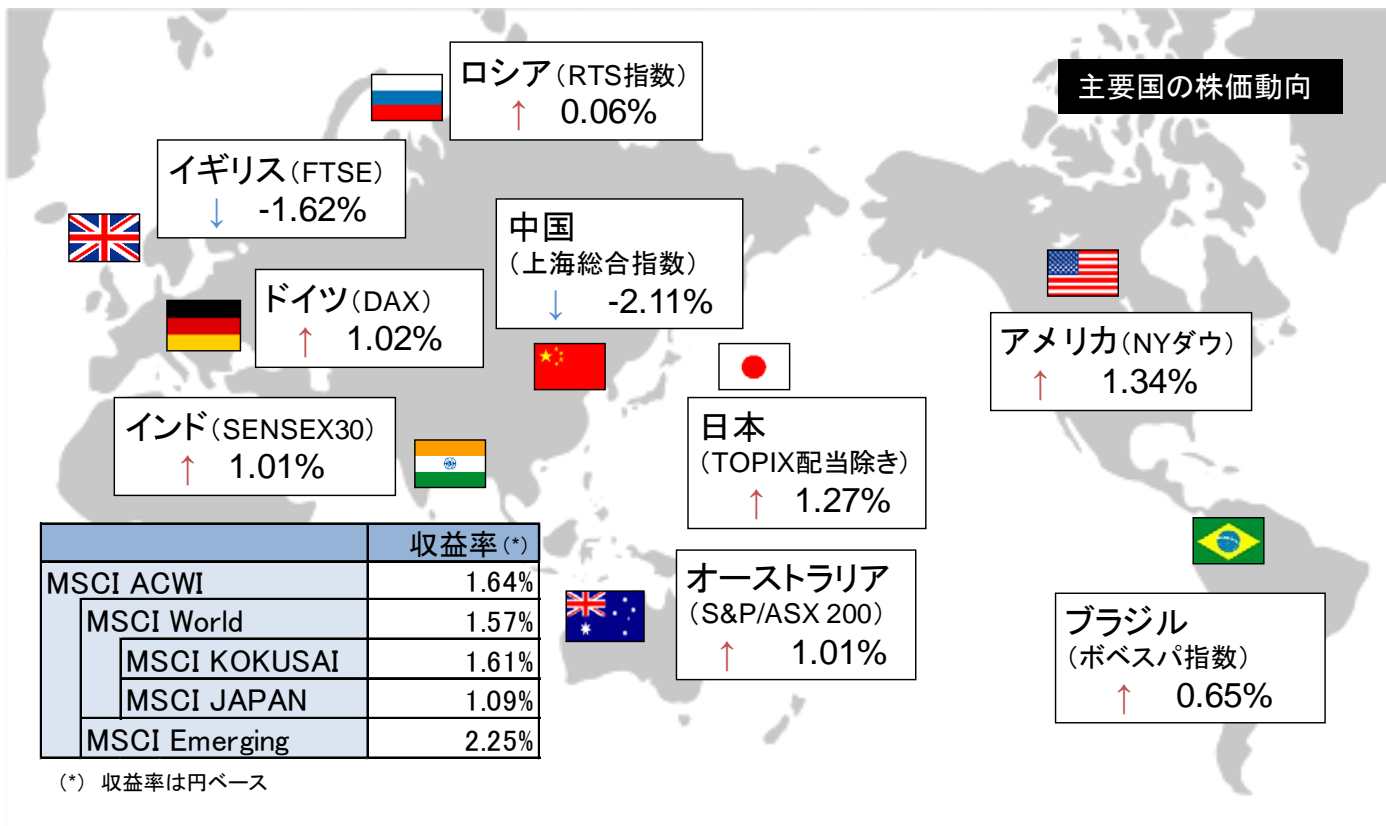 主要国の株価動向
ロシア（RTS指数）
↑ 0.06%
イギリス（FTSE）
↓ -1.62%
中国
（上海総合指数）
↓ -2.11%
ドイツ（DAX）
↑ 1.02%
アメリカ（NYダウ）
↑ 1.34%
インド（SENSEX30）
↑ 1.01%
日本
（TOPIX配当除き）
↑ 1.27%
オーストラリア
（S&P/ASX 200）
↑ 1.01%
ブラジル
（ボベスパ指数）
↑ 0.65%
収益率(*)
MSCI ACWI 1.64%
MSCI World 1.57%
MSCI KOKUSAI 1.61%
MSCI JAPAN 1.09%
MSCI Emerging 2.25%
(*) 収益率は円ベース